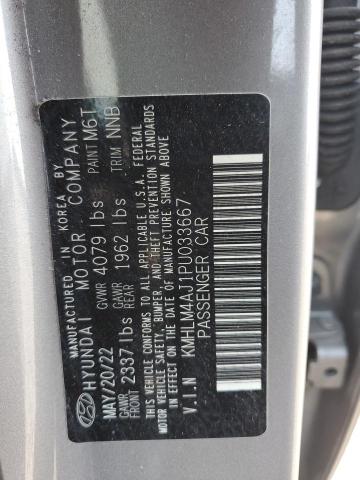 MANUFACTURED IN KOREA BY
HYUNDAI MOTOR COMPANY
MAY/20/22 GVWR 4079 lbs PAINT M6T
GAWR FRONT 2337 lbs GAWR REAR 1962 lbs TRIM NNB
THIS VEHICLE CONFORMS TO ALL APPLICABLE U.S.A. FEDERAL
MOTOR VEHICLE SAFETY, BUMPER, AND THEFT PREVENTION STANDARDS
IN EFFECT ON THE DATE OF MANUFACTURE SHOWN ABOVE.
V.I.N KMHLM4AJ1PU033667
PASSENGER CAR